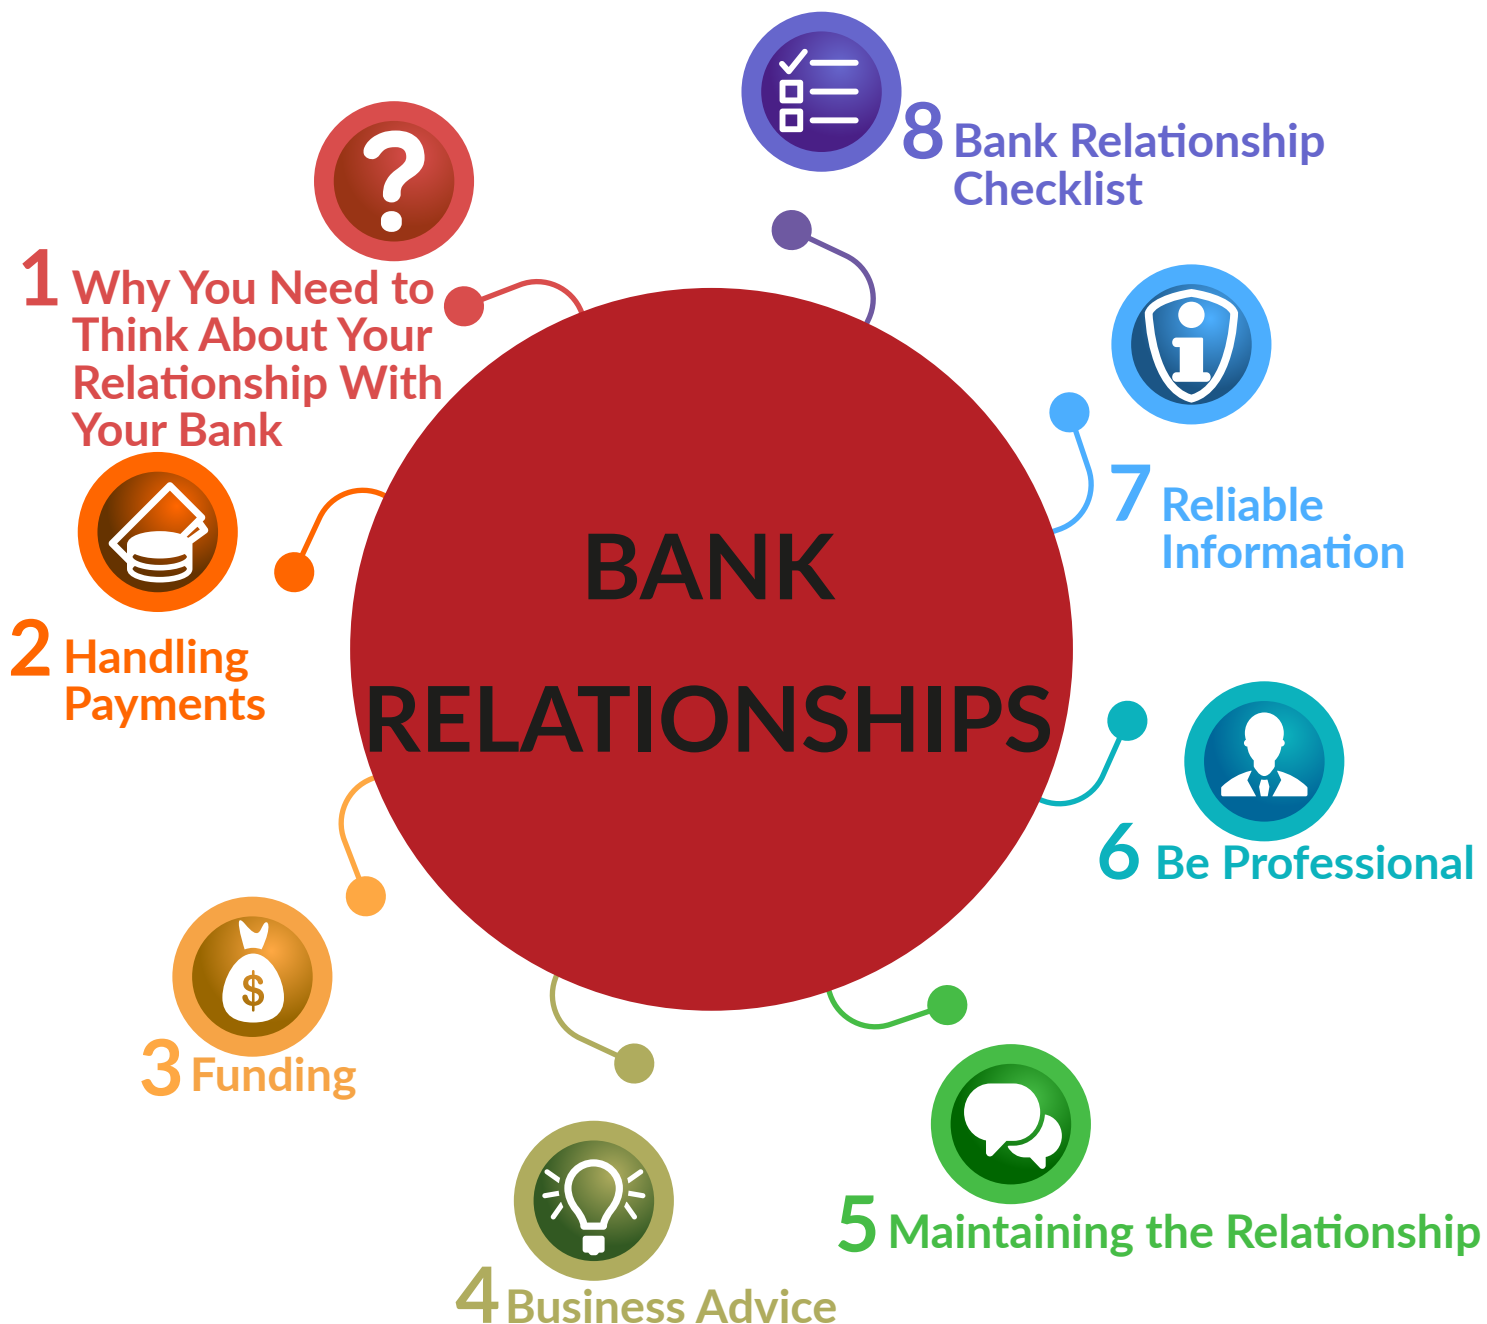 BANK
RELATIONSHIPS
1 Why You Need to
Think About Your
Relationship With
Your Bank
2 Handling
Payments
$
3 Funding
4 Business Advice
5 Maintaining the Relationship
6 Be Professional
7 Reliable
Information
8 Bank Relationship
Checklist